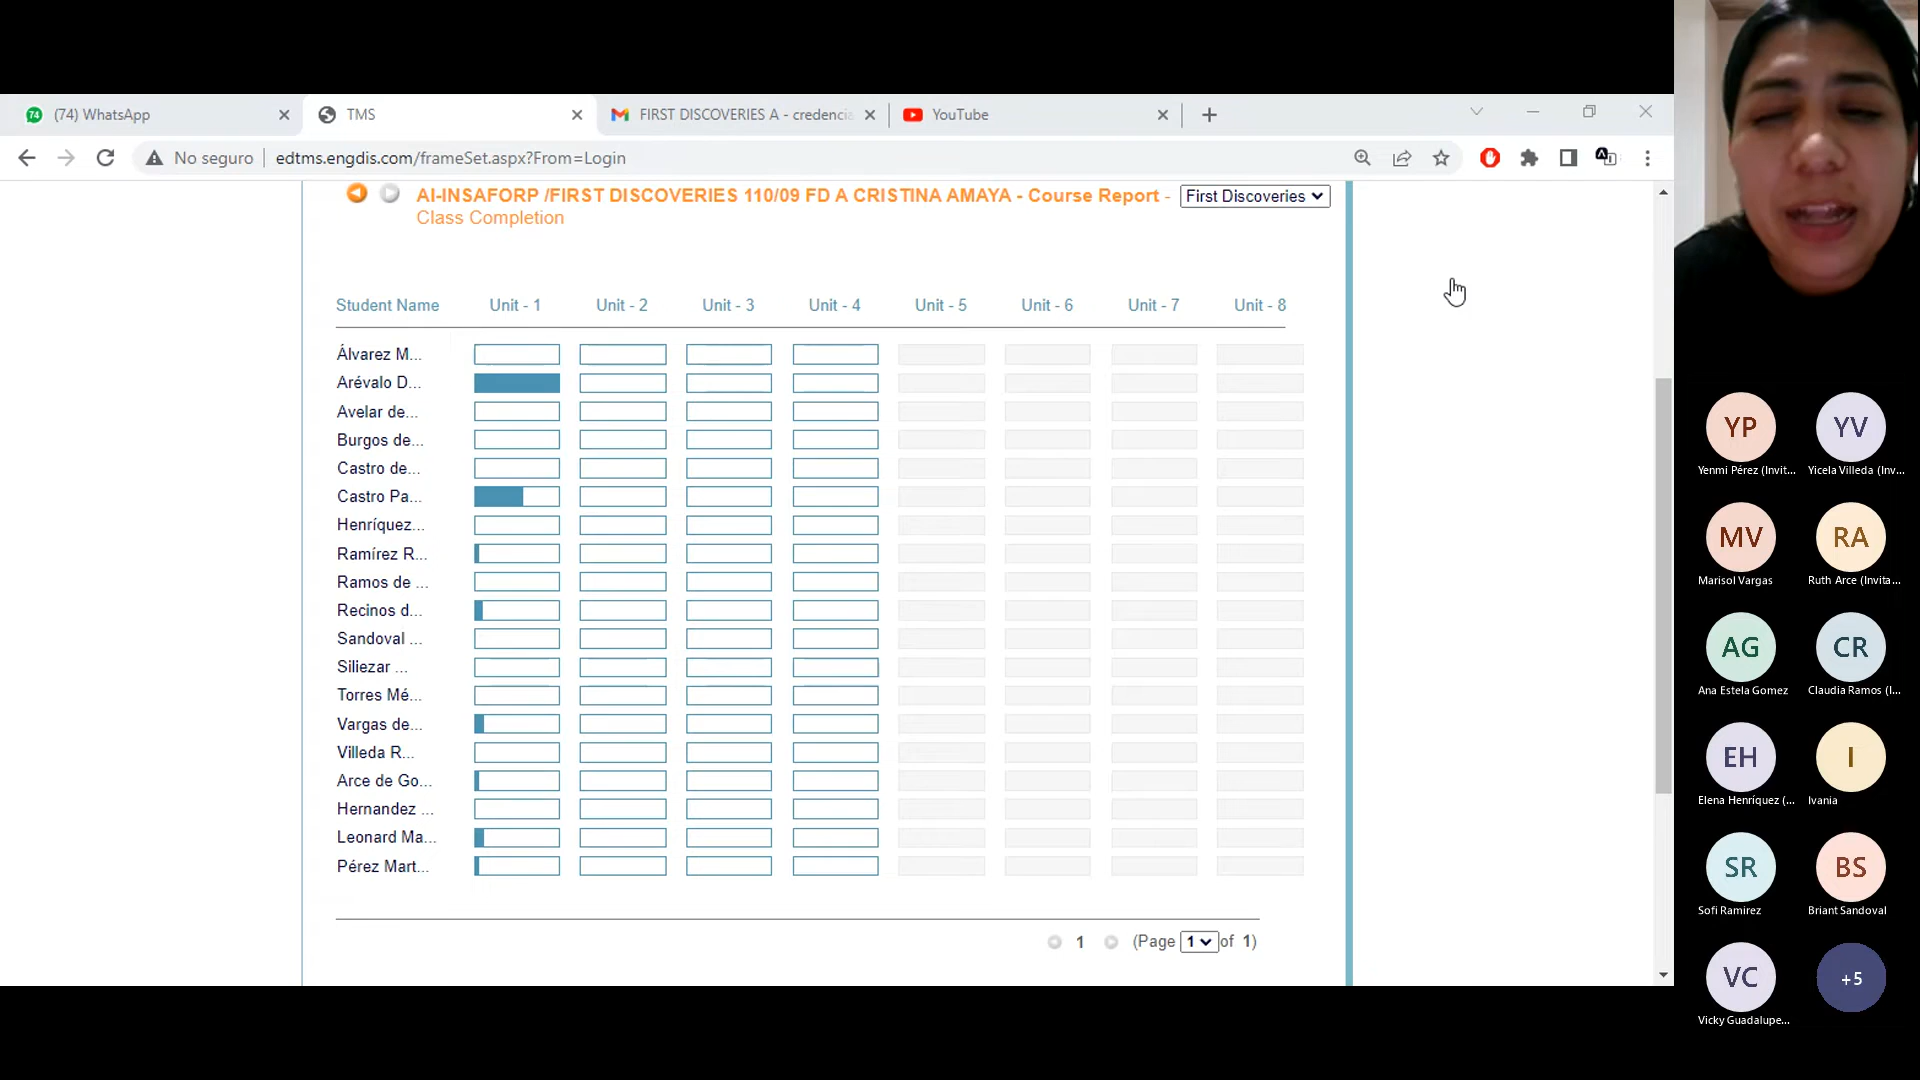 74 (74) WhatsApp
TMS
FIRST DISCOVERIES A - credencia
YouTube
No seguro
edtms.engdis.com/frameSet.aspx?From=Login
AI-INSAFORP /FIRST DISCOVERIES 110/09 FD A CRISTINA AMAYA - Course Report - First Discoveries
Class Completion
Student Name Unit - 1 Unit - 2 Unit - 3 Unit - 4 Unit - 5 Unit - 6 Unit - 7 Unit - 8
Álvarez M...
Arévalo D...
Avelar de...
Burgos de...
Castro de...
Castro Pa...
Henríquez...
Ramírez R...
Ramos de ...
Recinos d...
Sandoval ...
Siliezar ...
Torres Mé...
Vargas de...
Villeda R...
Arce de Go...
Hernandez ...
Leonard Ma...
Pérez Mart...
1 (Page 1 of 1)
YP YV
Yenmi Pérez (Invit... Yicela Villeda (Inv...
MV RA
Marisol Vargas Ruth Arce (Invita...
AG CR
Ana Estela Gomez Claudia Ramos (I...
EH I
Elena Henríquez (... Ivania
SR BS
Sofi Ramirez Briant Sandoval
VC +5
Vicky Guadalupe...